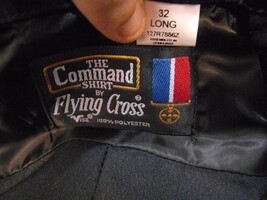 32
LONG
THE
Command
SHIRT
BY
Flying Cross
100% POLYESTER